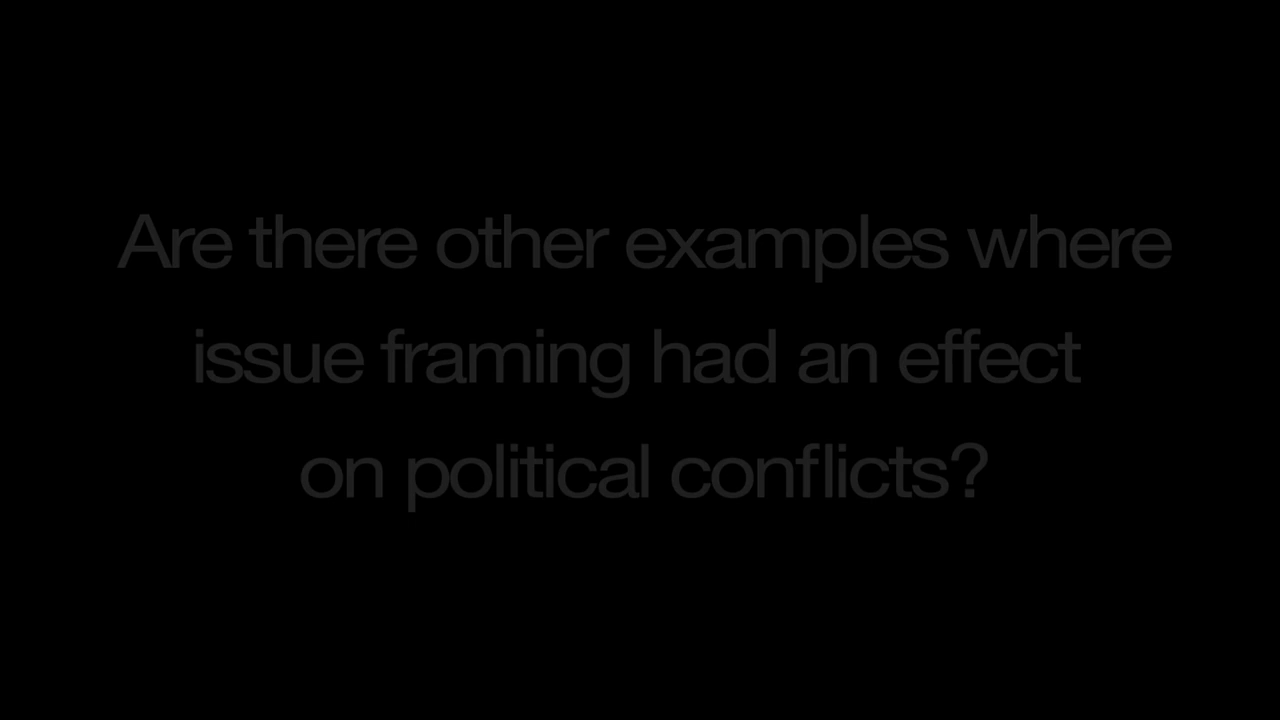 Are there other examples where
issue framing had an effect
on political conflicts?